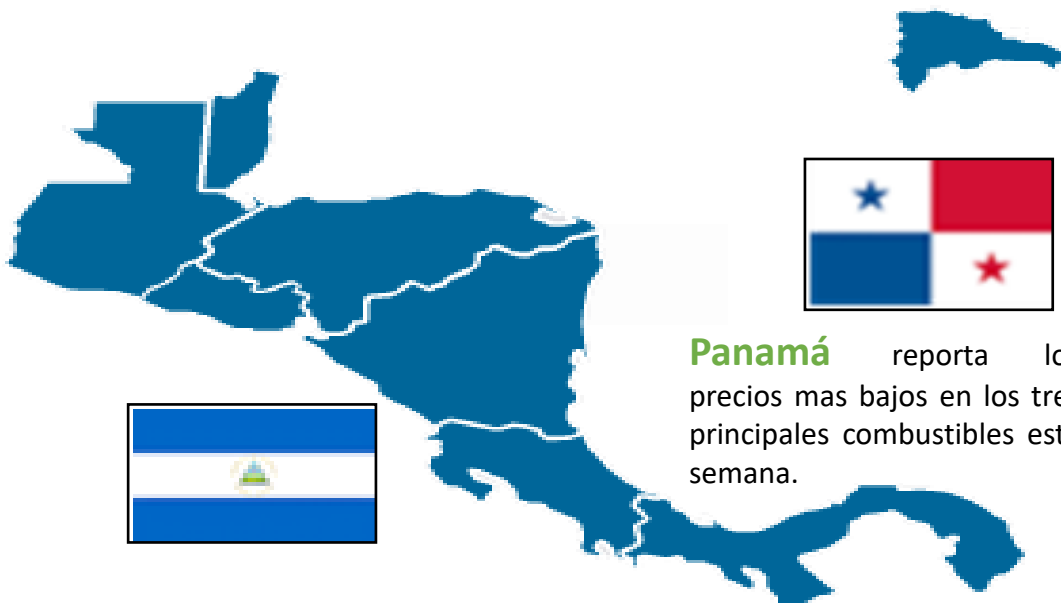 Panamá reporta lo
precios mas bajos en los tre
principales combustibles est
semana.